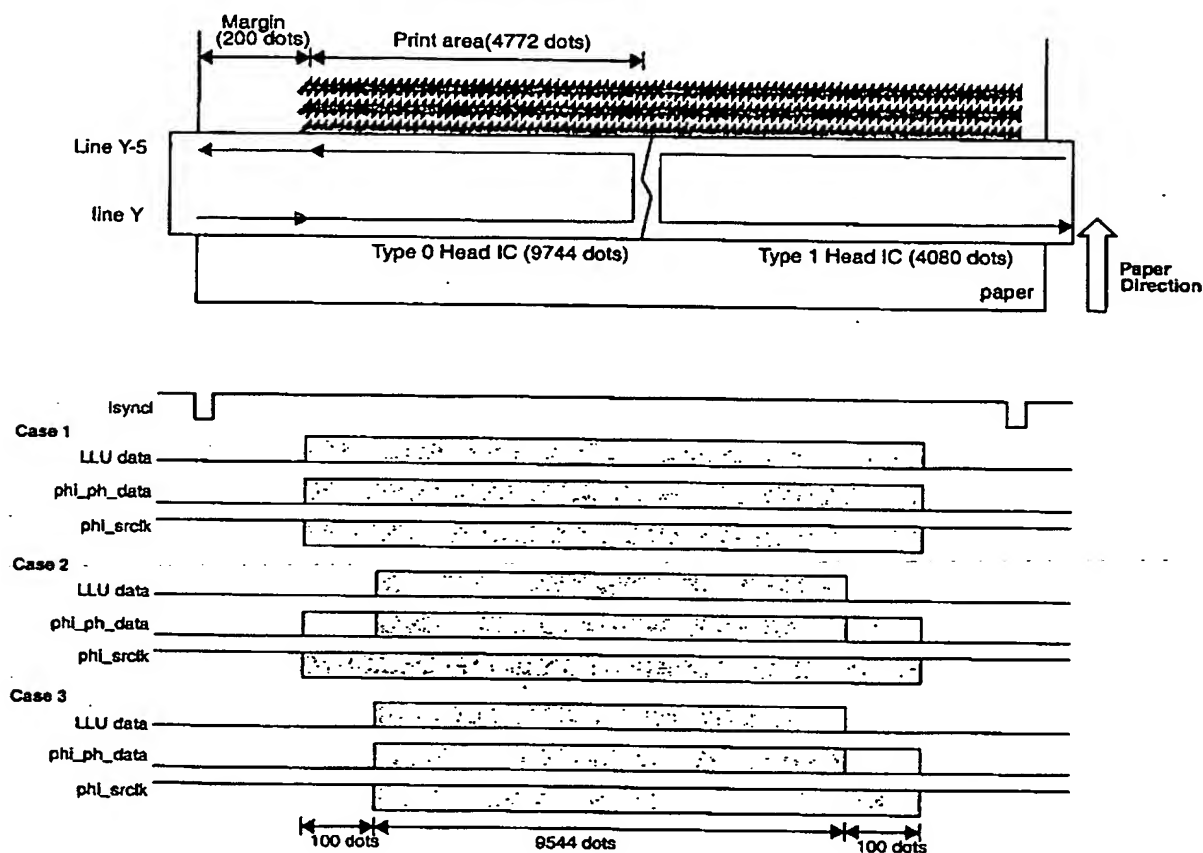 Margin
(200 dots)
Print area(4772 dots)
Line Y-5
line Y
Type 0 Head IC (9744 dots)
Type 1 Head IC (4080 dots)
paper
Paper
Direction
lsyncl
Case 1
LLU data
phi_ph_data
phi_srclk
Case 2
LLU data
phi_ph_data
phi_srclk
Case 3
LLU data
phi_ph_data
phi_srclk
100 dots
9544 dots
100 dots